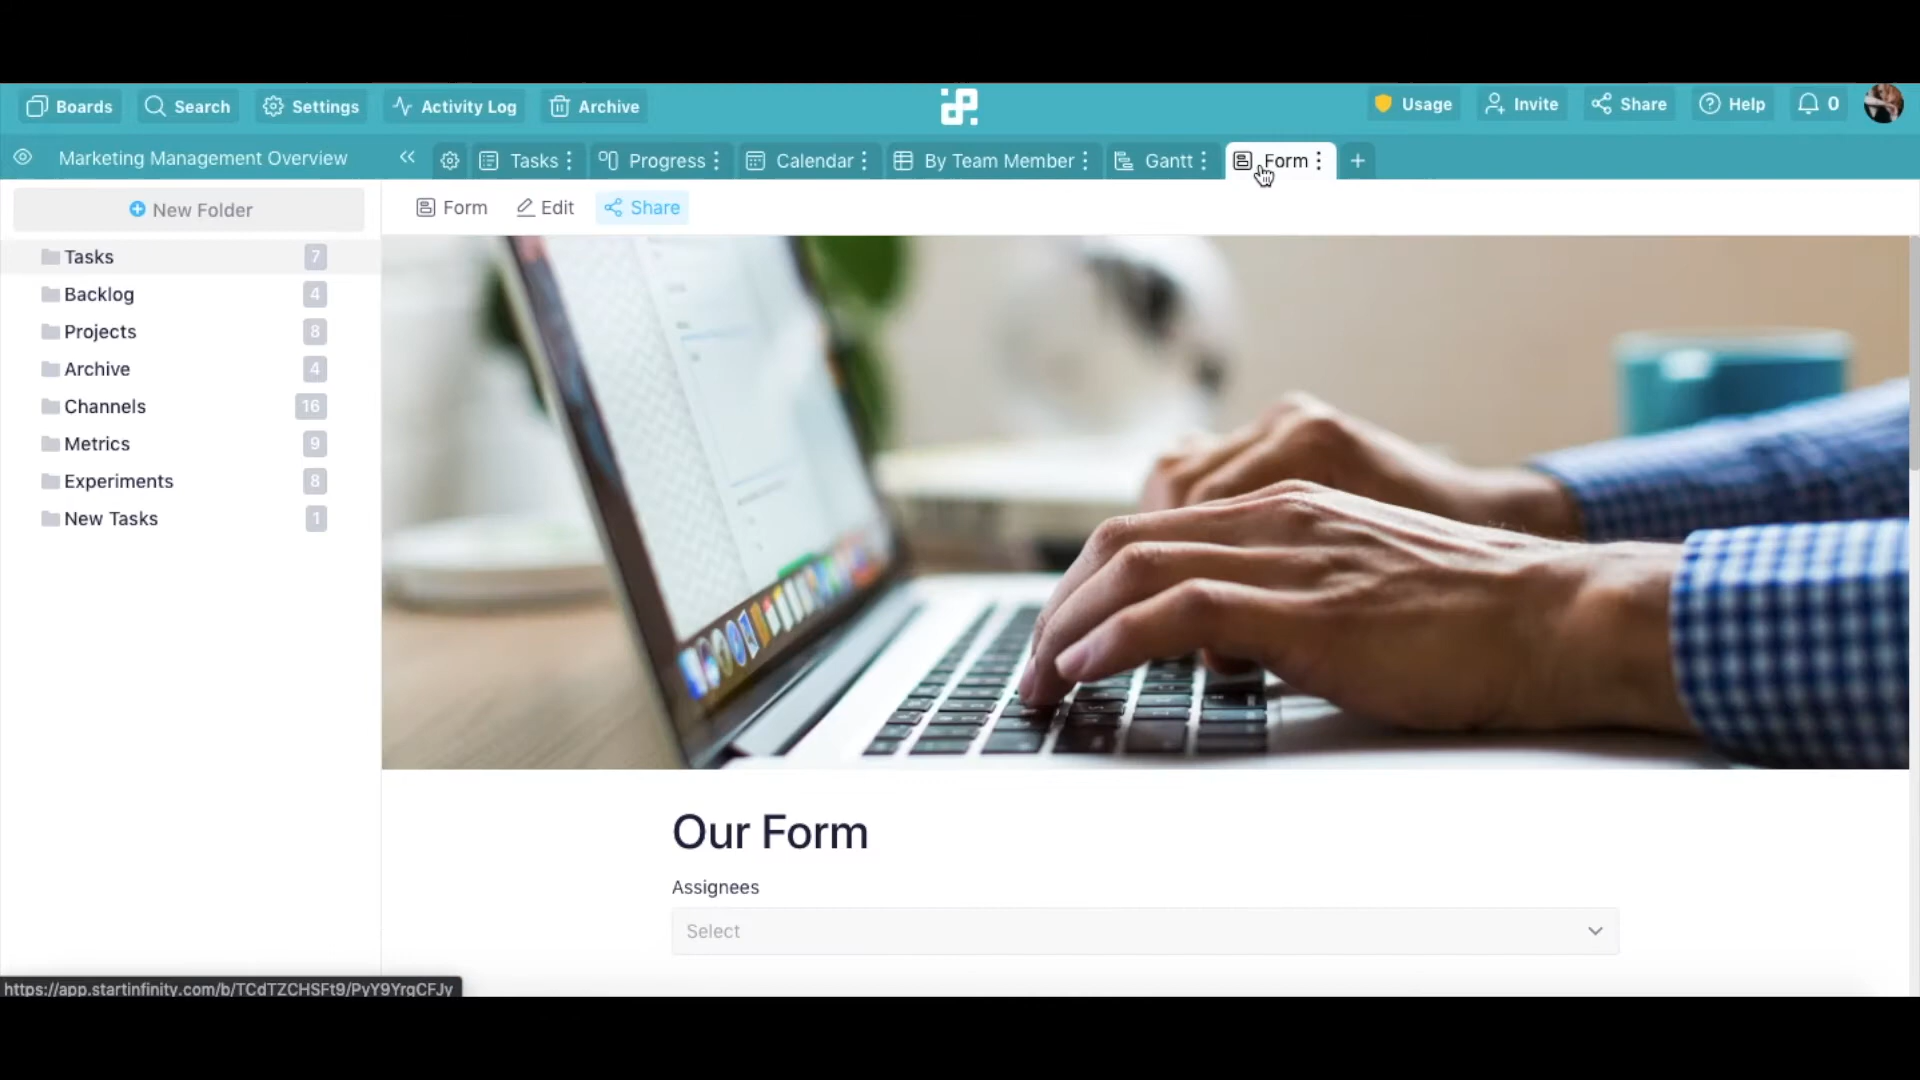 Boards Search Settings Activity Log Archive Usage Invite Share Help 0
Marketing Management Overview Tasks Progress Calendar By Team Member Gantt Form
New Folder
Form Edit Share
Tasks 7
Backlog 4
Projects 8
Archive 4
Channels 16
Metrics 9
Experiments 8
New Tasks 1
Our Form
Assignees
Select
https://app.startinfinity.com/b/TCdTZCHSFt9/PyY9YrgCFJy